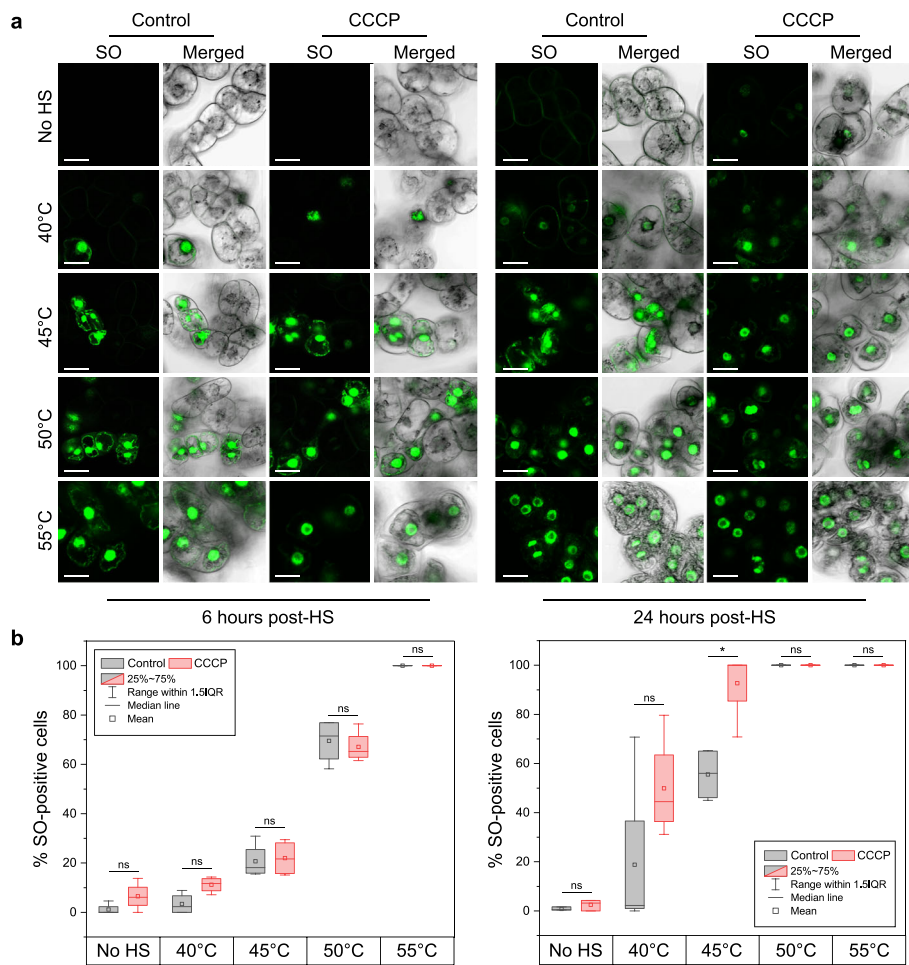 a
Control
CCCP
Control
CCCP
SO
Merged
SO
Merged
SO
Merged
SO
Merged
No HS
40°C
45°C
50°C
55°C
6 hours post-HS
24 hours post-HS
b
% SO-positive cells
100
80
60
40
20
0
Control
CCCP
25%~75%
Range within 1.5IQR
Median line
Mean
ns
ns
ns
ns
ns
No HS
40°C
45°C
50°C
55°C
% SO-positive cells
100
80
60
40
20
0
ns
ns
*
ns
ns
Control
CCCP
25%~75%
Range within 1.5IQR
Median line
Mean
No HS
40°C
45°C
50°C
55°C